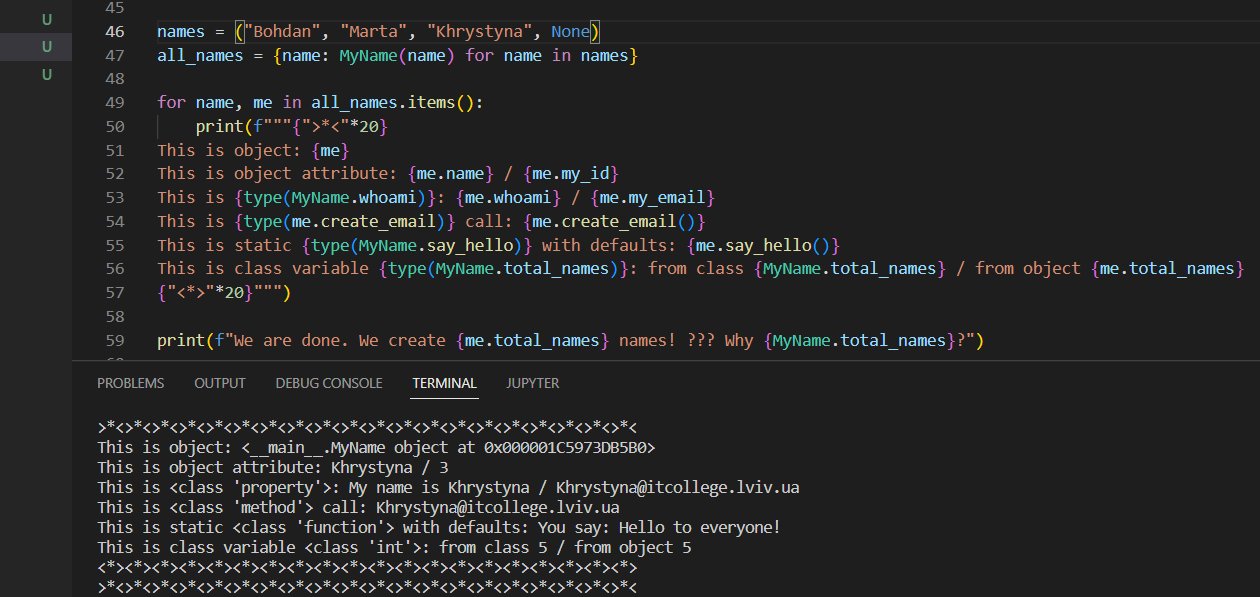 U
U
U
45
46 names = ("Bohdan", "Marta", "Khrystyna", None)
47 all_names = {name: MyName(name) for name in names}
48
49 for name, me in all_names.items():
50     print(f"""{">*<"*20}
51 This is object: {me}
52 This is object attribute: {me.name} / {me.my_id}
53 This is {type(MyName.whoami)}: {me.whoami} / {me.my_email}
54 This is {type(me.create_email)} call: {me.create_email()}
55 This is static {type(MyName.say_hello)} with defaults: {me.say_hello()}
56 This is class variable {type(MyName.total_names)}: from class {MyName.total_names} / from object {me.total_names}
57 {"<*>"*20}""")
58
59 print(f"We are done. We create {me.total_names} names! ??? Why {MyName.total_names}?")
PROBLEMS OUTPUT DEBUG CONSOLE TERMINAL JUPYTER
>*<>*<>*<>*<>*<>*<>*<>*<>*<>*<>*<>*<>*<>*<>*<>*<>*<>*<>*<>*<
This is object: <__main__.MyName object at 0x000001C5973DB5B0>
This is object attribute: Khrystyna / 3
This is <class 'property'>: My name is Khrystyna / Khrystyna@itcollege.lviv.ua
This is <class 'method'> call: Khrystyna@itcollege.lviv.ua
This is static <class 'function'> with defaults: You say: Hello to everyone!
This is class variable <class 'int'>: from class 5 / from object 5
<*><*><*><*><*><*><*><*><*><*><*><*><*><*><*><*><*><*><*><*>
>*<>*<>*<>*<>*<>*<>*<>*<>*<>*<>*<>*<>*<>*<>*<>*<>*<>*<>*<>*<